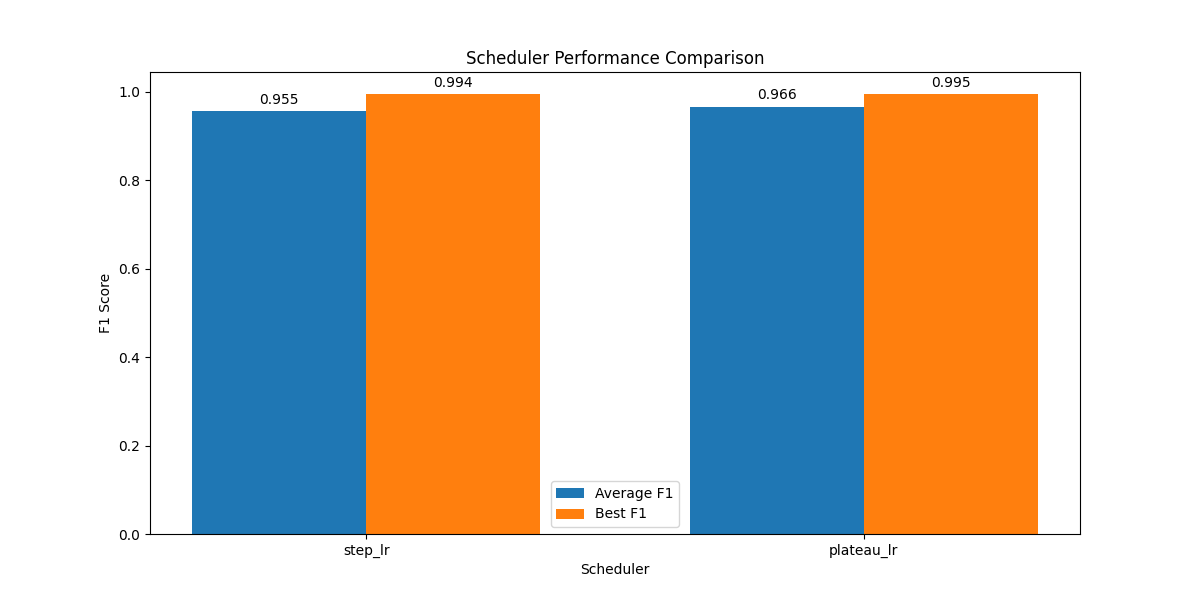 Scheduler Performance Comparison
0.955
0.994
0.966
0.995
1.0
0.8
0.6
0.4
0.2
0.0
F1 Score
Average F1
Best F1
step_lr
plateau_lr
Scheduler